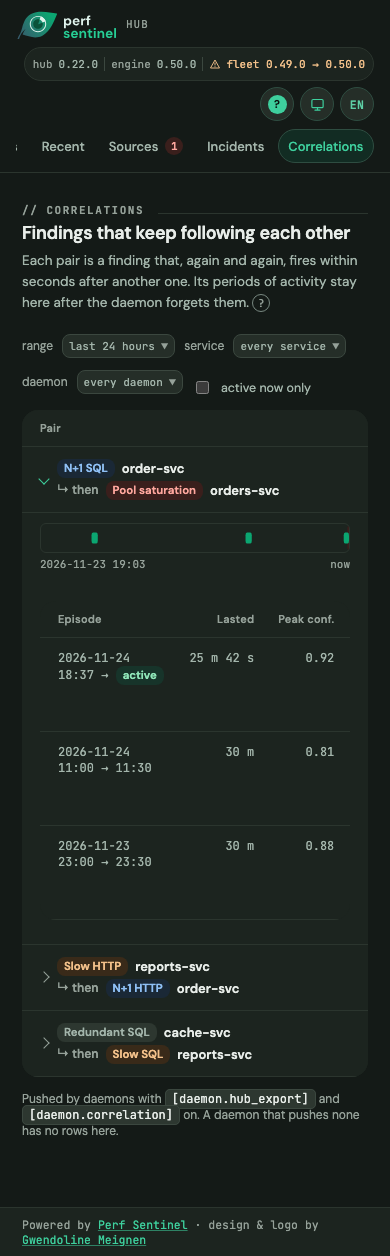 perf
sentinel HUB
hub 0.22.0 engine 0.50.0 ⚠ fleet 0.49.0 → 0.50.0
? EN
s Recent Sources 1 Incidents Correlations
// CORRELATIONS
Findings that keep following each other
Each pair is a finding that, again and again, fires within
seconds after another one. Its periods of activity stay
here after the daemon forgets them. ?
range last 24 hours ▼ service every service ▼
daemon every daemon ▼ active now only
Pair
N+1 SQL order-svc
↳ then Pool saturation orders-svc
2026-11-23 19:03 now
Episode Lasted Peak conf.
2026-11-24 25 m 42 s 0.92
18:37 → active
2026-11-24 30 m 0.81
11:00 → 11:30
2026-11-23 30 m 0.88
23:00 → 23:30
Slow HTTP reports-svc
↳ then N+1 HTTP order-svc
Redundant SQL cache-svc
↳ then Slow SQL reports-svc
Pushed by daemons with [daemon.hub_export] and
[daemon.correlation] on. A daemon that pushes none
has no rows here.
Powered by Perf Sentinel · design & logo by
Gwendoline Meignen